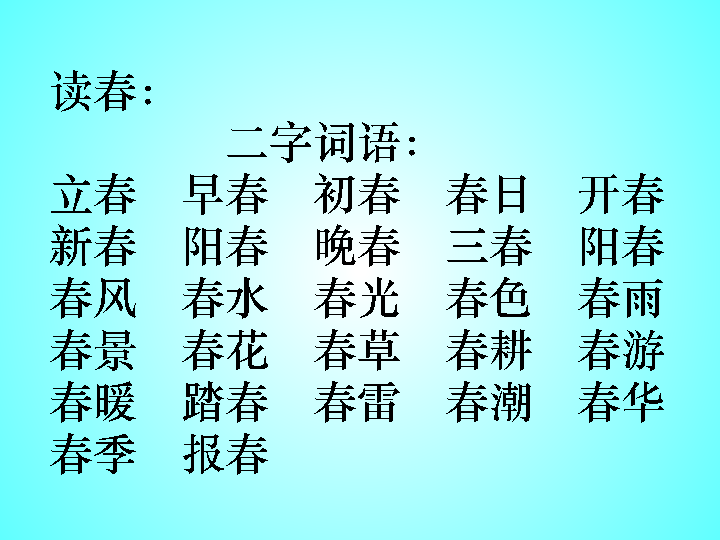 读春：
二字词语：
立春 早春 初春 春日 开春
新春 阳春 晚春 三春 阳春
春风 春水 春光 春色 春雨
春景 春花 春草 春耕 春游
春暖 踏春 春雷 春潮 春华
春季 报春